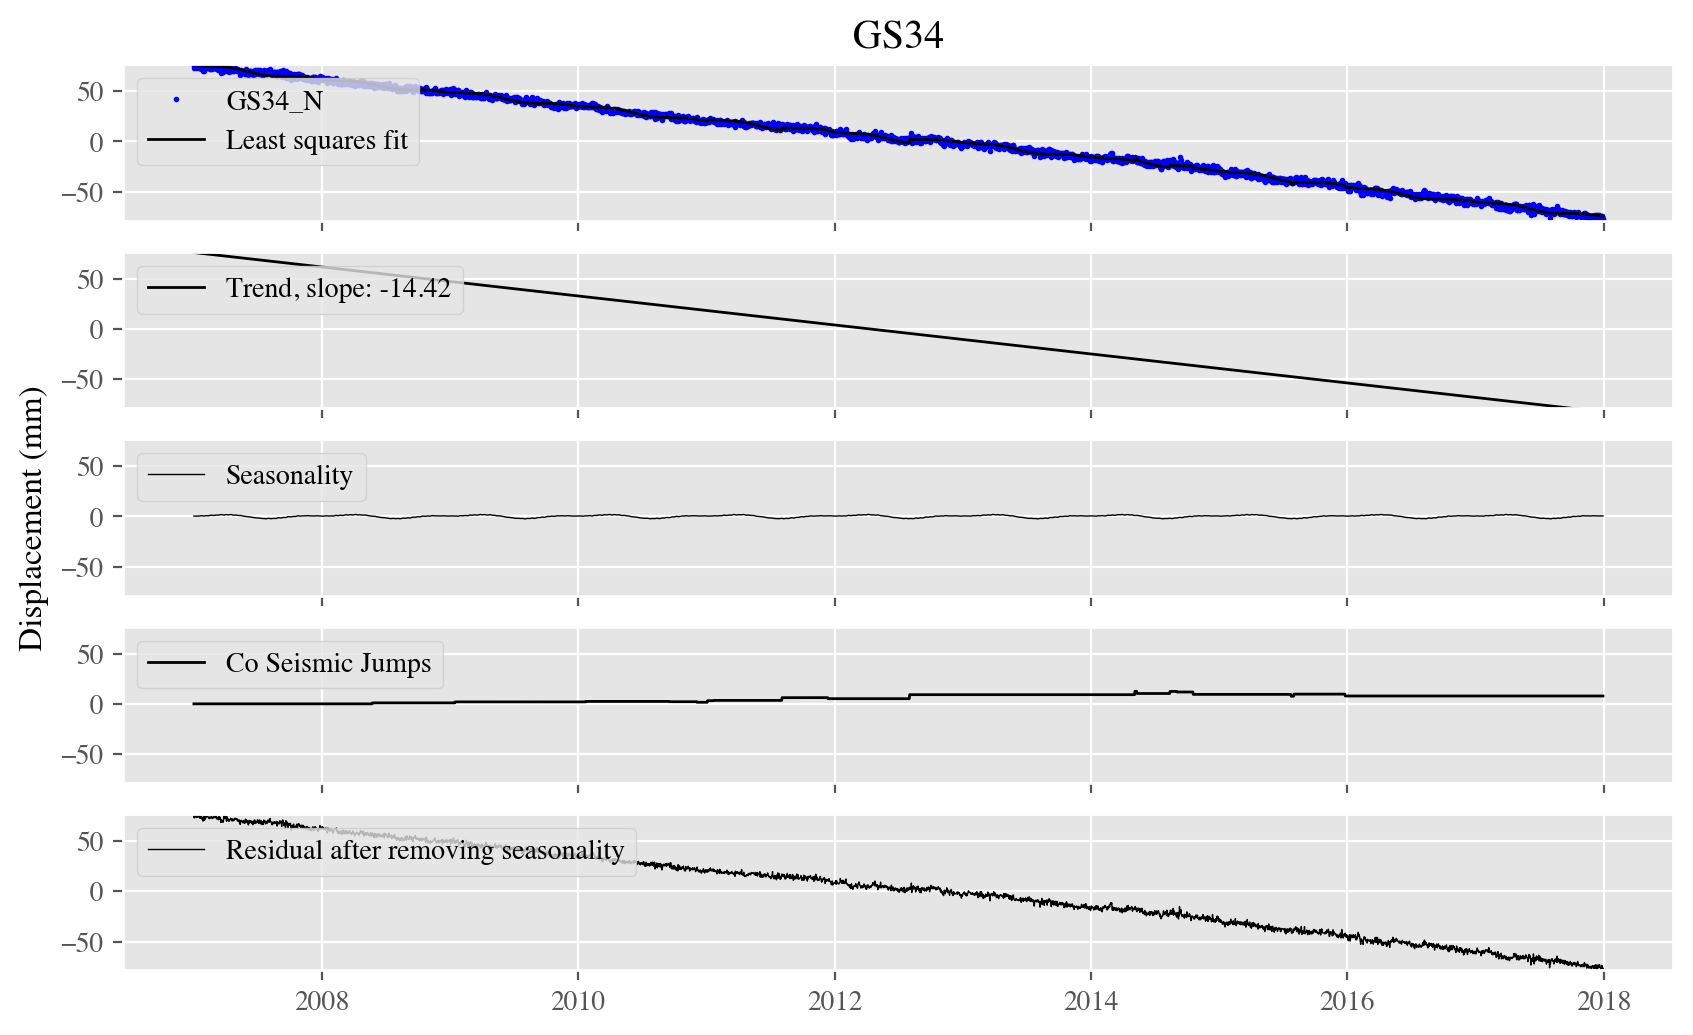 GS34
50
0
−50
GS34_N
Least squares fit
50
0
−50
Trend, slope: -14.42
Displacement (mm)
50
0
−50
Seasonality
50
0
−50
Co Seismic Jumps
50
0
−50
Residual after removing seasonality
2008 2010 2012 2014 2016 2018